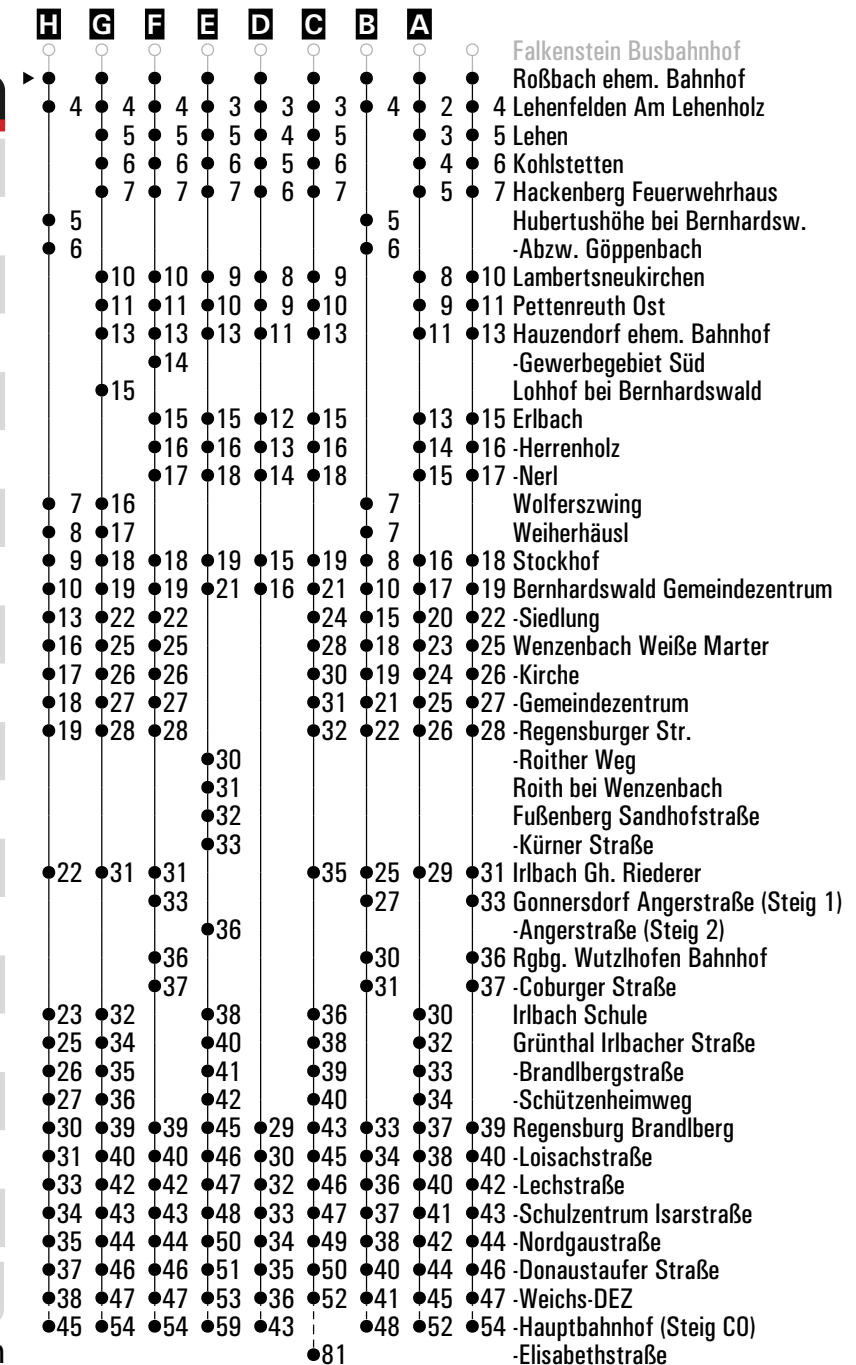 H G F E D C B A
Falkenstein Busbahnhof
Roßbach ehem. Bahnhof
4 4 4 3 3 3 4 2 4 Lehenfelden Am Lehenholz
5 5 5 4 5 3 5 Lehen
6 6 6 5 6 4 6 Kohlstetten
7 7 7 6 7 5 7 Hackenberg Feuerwehrhaus
5 5 Hubertushöhe bei Bernhardsw.
6 6 -Abzw. Göppenbach
10 10 9 8 9 8 10 Lambertsneukirchen
11 11 10 9 10 9 11 Pettenreuth Ost
13 13 13 11 13 11 13 Hauzendorf ehem. Bahnhof
14 -Gewerbegebiet Süd
15 Lohhof bei Bernhardswald
15 15 12 15 13 15 Erlbach
16 16 13 16 14 16 -Herrenholz
17 18 14 18 15 17 -Nerl
7 16 7 Wolferszwing
8 17 7 Weiherhäusl
9 18 18 19 15 19 8 16 18 Stockhof
10 19 19 21 16 21 10 17 19 Bernhardswald Gemeindezentrum
13 22 22 24 15 20 22 -Siedlung
16 25 25 28 18 23 25 Wenzenbach Weiße Marter
17 26 26 30 19 24 26 -Kirche
18 27 27 31 21 25 27 -Gemeindezentrum
19 28 28 32 22 26 28 -Regensburger Str.
30 -Roither Weg
31 Roith bei Wenzenbach
32 Fußenberg Sandhofstraße
33 -Kürner Straße
22 31 31 35 25 29 31 Irlbach Gh. Riederer
33 27 33 Gonnersdorf Angerstraße (Steig 1)
36 -Angerstraße (Steig 2)
36 30 36 Rgbg. Wutzlhofen Bahnhof
37 31 37 -Coburger Straße
23 32 38 36 30 Irlbach Schule
25 34 40 38 32 Grünthal Irlbacher Straße
26 35 41 39 33 -Brandlbergstraße
27 36 42 40 34 -Schützenheimweg
30 39 39 45 29 43 33 37 39 Regensburg Brandlberg
31 40 40 46 30 45 34 38 40 -Loisachstraße
33 42 42 47 32 46 36 40 42 -Lechstraße
34 43 43 48 33 47 37 41 43 -Schulzentrum Isarstraße
35 44 44 50 34 49 38 42 44 -Nordgaustraße
37 46 46 51 35 50 40 44 46 -Donaustaufer Straße
38 47 47 53 36 52 41 45 47 -Weichs-DEZ
45 54 54 59 43 48 52 54 -Hauptbahnhof (Steig C0)
81 -Elisabethstraße